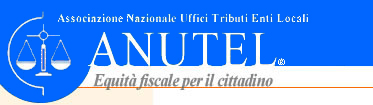 Associazione Nazionale Uffici Tributi Enti Locali
ANUTEL®
Equità fiscale per il cittadino